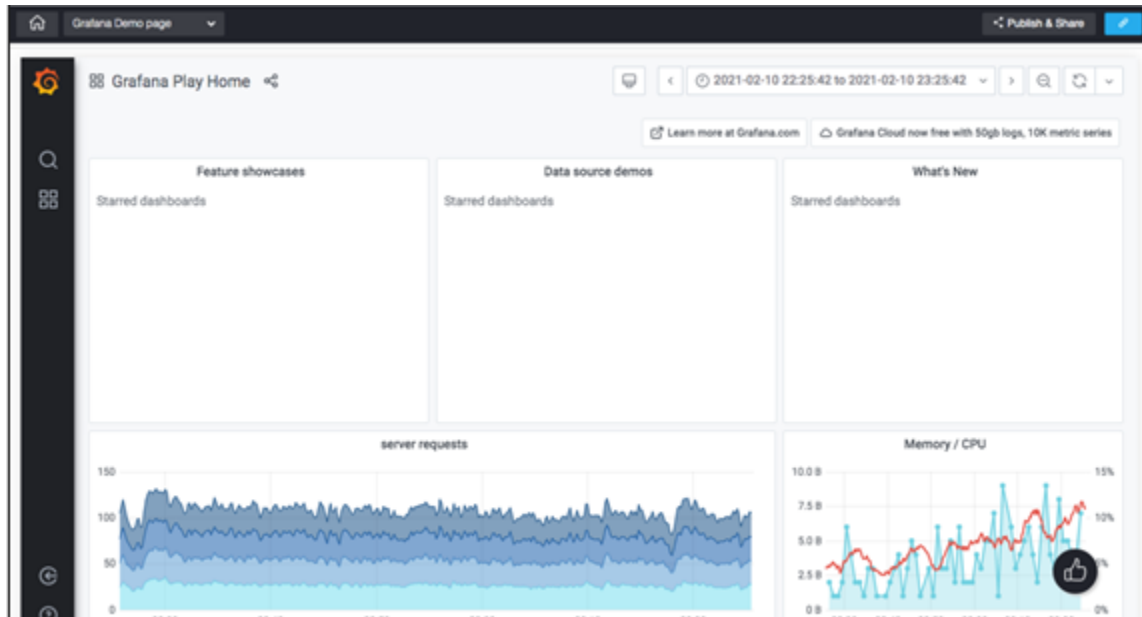 Grafana Demo page
Publish & Share
Grafana Play Home
2021-02-10 22:25:42 to 2021-02-10 23:25:42
Learn more at Grafana.com
Grafana Cloud now free with 50gb logs, 10K metric series
Feature showcases
Starred dashboards
Data source demos
Starred dashboards
What's New
Starred dashboards
server requests
150
100
50
0
Memory / CPU
10.0 B
7.5 B
5.0 B
2.5 B
0 B
15%
10%
0%